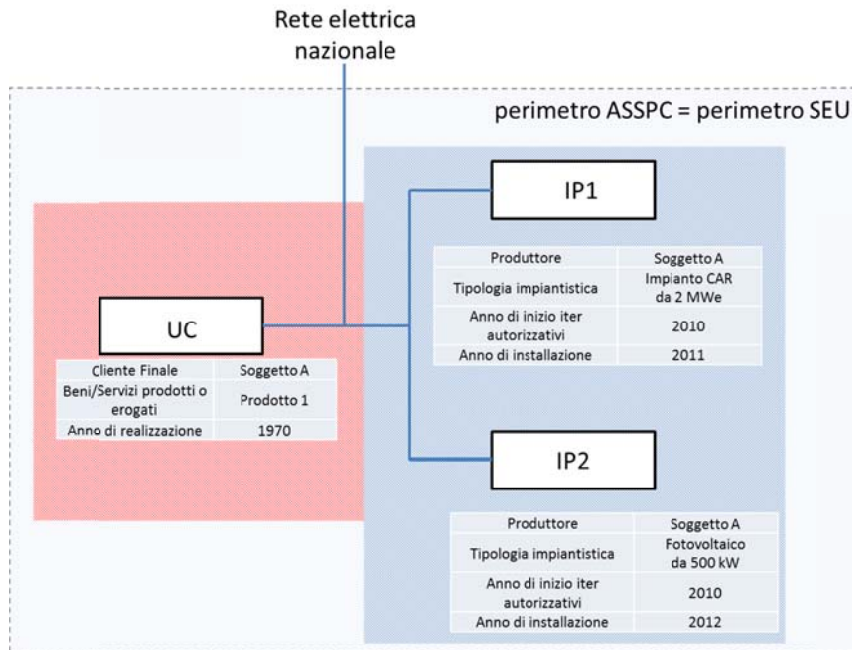 Rete elettrica
nazionale
perimetro ASSPC = perimetro SEU
IP1
Produttore Soggetto A
Tipologia impiantistica Impianto CAR
da 2 MWe
Anno di inizio iter
autorizzativi 2010
Anno di installazione 2011
UC
Cliente Finale Soggetto A
Beni/Servizi prodotti o
erogati Prodotto 1
Anno di realizzazione 1970
IP2
Produttore Soggetto A
Tipologia impiantistica Fotovoltaico
da 500 kW
Anno di inizio iter
autorizzativi 2010
Anno di installazione 2012